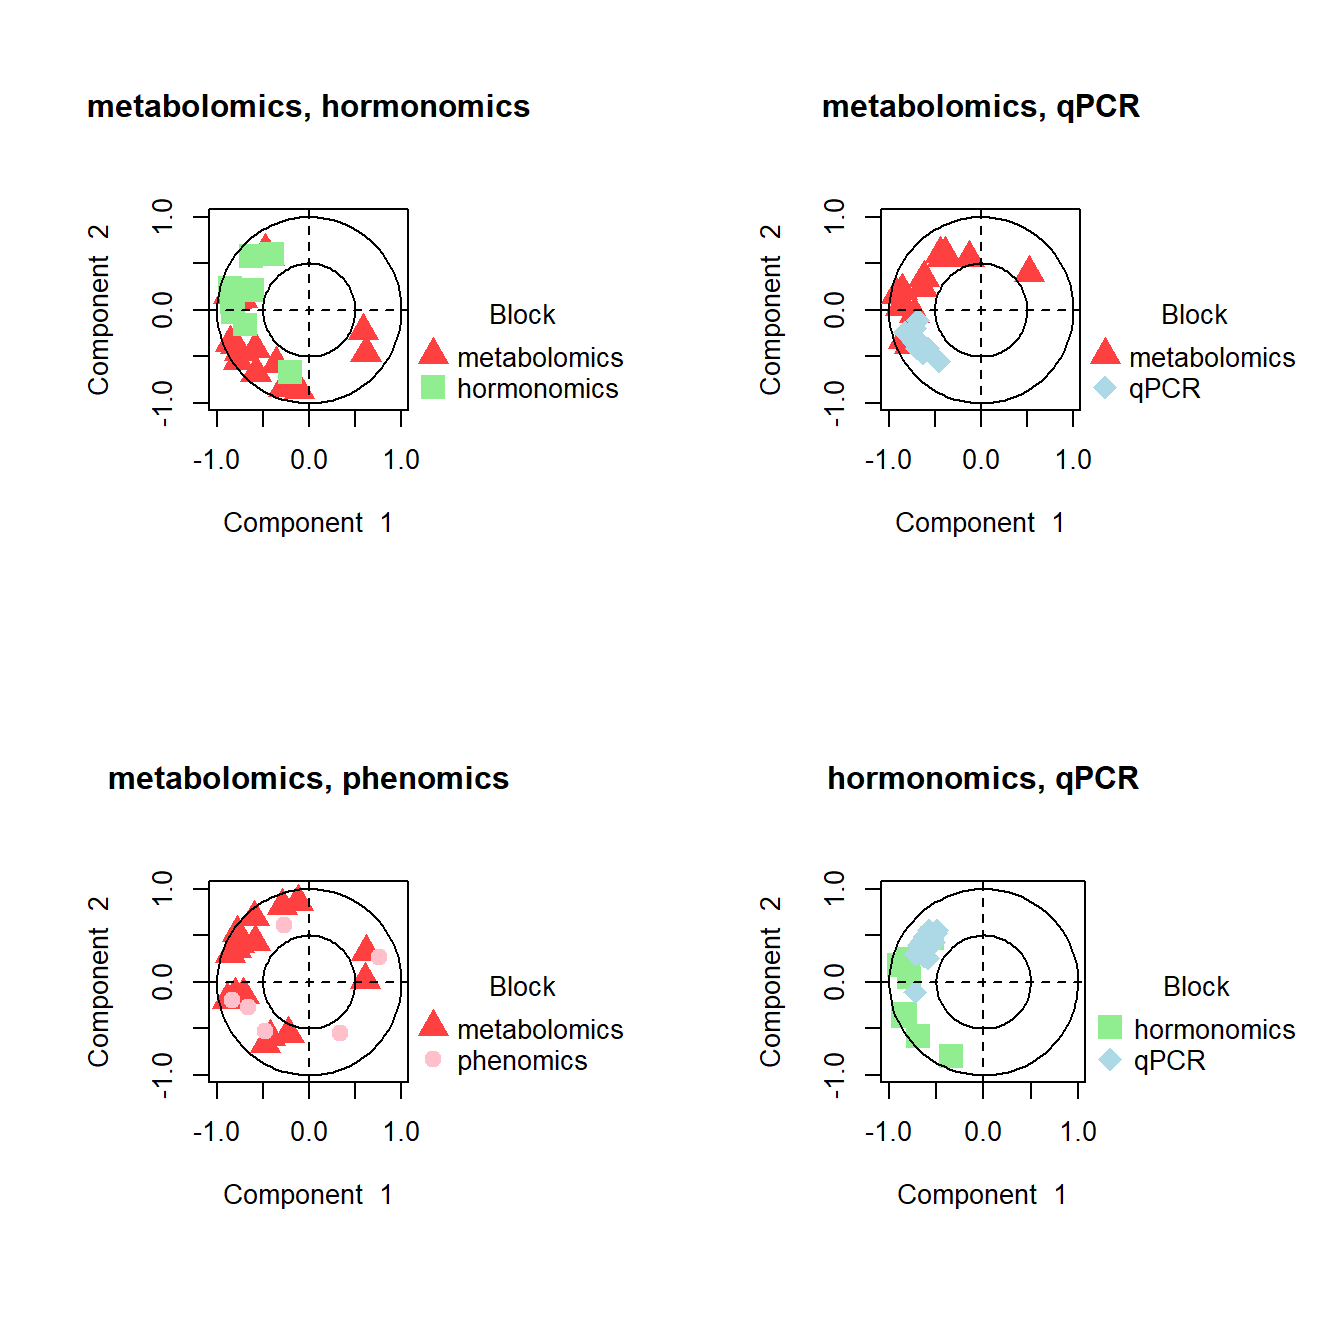 metabolomics, hormonomics
Component 2
1.0
0.0
-1.0
-1.0 0.0 1.0
Component 1
Block
metabolomics
hormonomics
metabolomics, qPCR
Component 2
1.0
0.0
-1.0
-1.0 0.0 1.0
Component 1
Block
metabolomics
qPCR
metabolomics, phenomics
Component 2
1.0
0.0
-1.0
-1.0 0.0 1.0
Component 1
Block
metabolomics
phenomics
hormonomics, qPCR
Component 2
1.0
0.0
-1.0
-1.0 0.0 1.0
Component 1
Block
hormonomics
qPCR